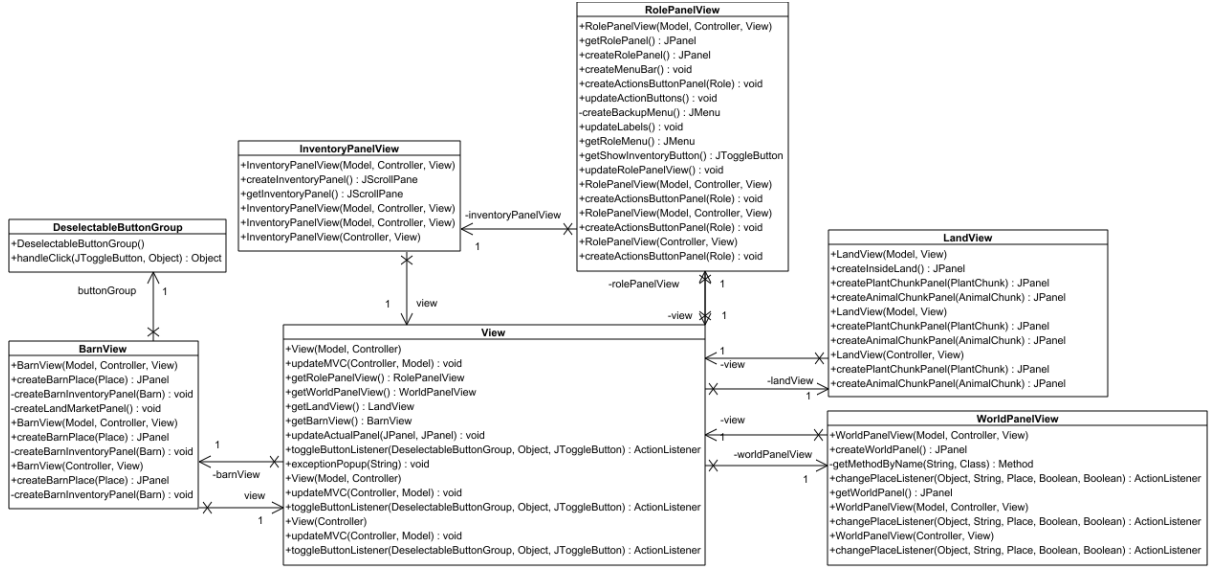 RolePanelView
+RolePanelView(Model, Controller, View)
+getRolePanel() : JPanel
+createRolePanel() : JPanel
+createMenuBar() : void
+createActionsButtonPanel(Role) : void
+updateActionButtons() : void
-createBackupMenu() : JMenu
+updateLabels() : void
+getRoleMenu() : JMenu
+getShowInventoryButton() : JToggleButton
+updateRolePanelView() : void
+RolePanelView(Model, Controller, View)
+createActionsButtonPanel(Role) : void
+RolePanelView(Model, Controller, View)
+createActionsButtonPanel(Role) : void
+RolePanelView(Controller, View)
+createActionsButtonPanel(Role) : void
InventoryPanelView
+InventoryPanelView(Model, Controller, View)
+createInventoryPanel() : JScrollPane
+getInventoryPanel() : JScrollPane
+InventoryPanelView(Model, Controller, View)
+InventoryPanelView(Model, Controller, View)
+InventoryPanelView(Controller, View)
-inventoryPanelView
1
DeselectableButtonGroup
+DeselectableButtonGroup()
+handleClick(JToggleButton, Object) : Object
buttonGroup
1
LandView
+LandView(Model, View)
+createInsideLand() : JPanel
+createPlantChunkPanel(PlantChunk) : JPanel
+createAnimalChunkPanel(AnimalChunk) : JPanel
+LandView(Model, View)
+createPlantChunkPanel(PlantChunk) : JPanel
+createAnimalChunkPanel(AnimalChunk) : JPanel
+LandView(Controller, View)
+createPlantChunkPanel(PlantChunk) : JPanel
+createAnimalChunkPanel(AnimalChunk) : JPanel
-rolePanelView
1
1
view
-view
1
BarnView
+BarnView(Model, Controller, View)
+createBarnPlace(Place) : JPanel
-createBarnInventoryPanel(Barn) : void
-createLandMarketPanel() : void
+BarnView(Model, Controller, View)
+createBarnPlace(Place) : JPanel
-createBarnInventoryPanel(Barn) : void
+BarnView(Controller, View)
+createBarnPlace(Place) : JPanel
-createBarnInventoryPanel(Barn) : void
View
+View(Model, Controller)
+updateMVC(Controller, Model) : void
+getRolePanelView() : RolePanelView
+getWorldPanelView() : WorldPanelView
+getLandView() : LandView
+getBarnView() : BarnView
+updateActualPanel(JPanel, JPanel) : void
+toggleButtonListener(DeselectableButtonGroup, Object, JToggleButton) : ActionListener
+exceptionPopup(String) : void
+View(Model, Controller)
+updateMVC(Controller, Model) : void
+toggleButtonListener(DeselectableButtonGroup, Object, JToggleButton) : ActionListener
+View(Controller)
+updateMVC(Controller, Model) : void
+toggleButtonListener(DeselectableButtonGroup, Object, JToggleButton) : ActionListener
1
-view
-landView
1
-view
1
-worldPanelView
1
1
-barnView
view
1
WorldPanelView
+WorldPanelView(Model, Controller, View)
+createWorldPanel() : JPanel
-getMethodByName(String, Class) : Method
+changePlaceListener(Object, String, Place, Boolean, Boolean) : ActionListener
+getWorldPanel() : JPanel
+WorldPanelView(Model, Controller, View)
+changePlaceListener(Object, String, Place, Boolean, Boolean) : ActionListener
+WorldPanelView(Controller, View)
+changePlaceListener(Object, String, Place, Boolean, Boolean) : ActionListener